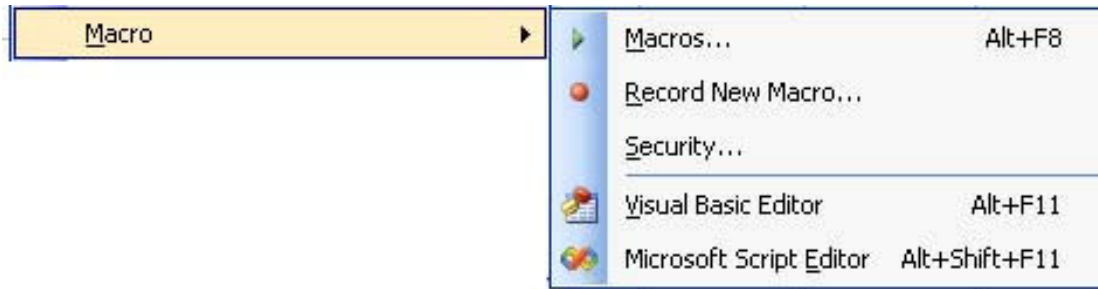 Macro
Macros... Alt+F8
Record New Macro...
Security...
Visual Basic Editor Alt+F11
Microsoft Script Editor Alt+Shift+F11